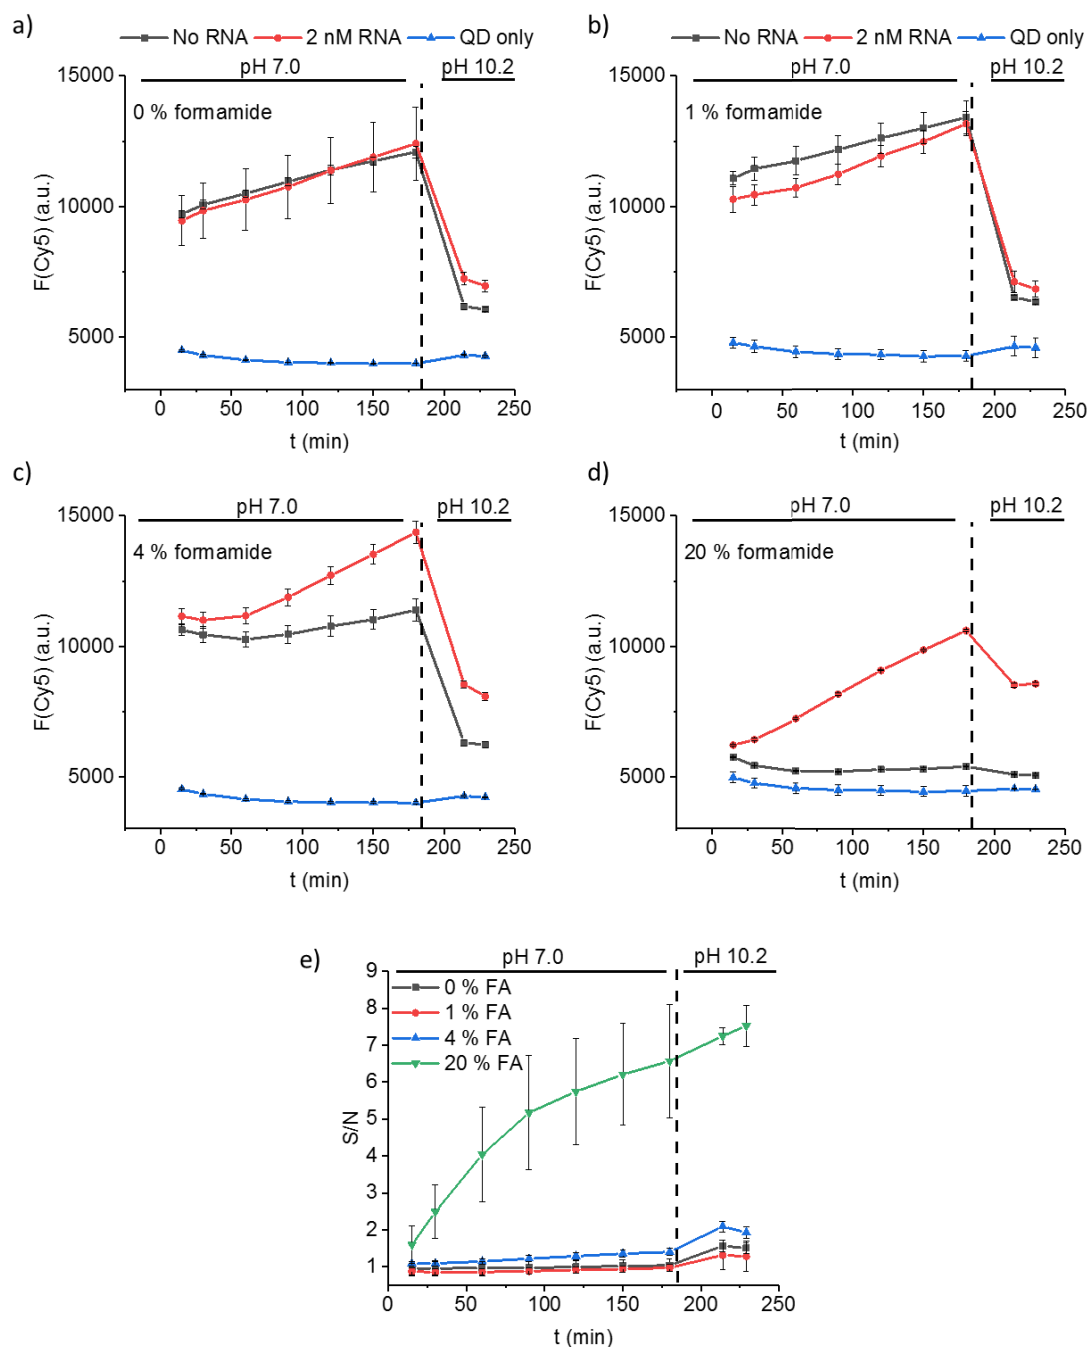 a)
No RNA 2 nM RNA QD only
pH 7.0 pH 10.2
0 % formamide
15000
10000
5000
F(Cy5) (a.u.)
0 50 100 150 200 250
t (min)
b)
No RNA 2 nM RNA QD only
pH 7.0 pH 10.2
1 % formamide
15000
10000
5000
F(Cy5) (a.u.)
0 50 100 150 200 250
t (min)
c)
pH 7.0 pH 10.2
4 % formamide
15000
10000
5000
F(Cy5) (a.u.)
0 50 100 150 200 250
t (min)
d)
pH 7.0 pH 10.2
20 % formamide
15000
10000
5000
F(Cy5) (a.u.)
0 50 100 150 200 250
t (min)
e)
pH 7.0 pH 10.2
0 % FA
1 % FA
4 % FA
20 % FA
9
8
7
6
5
4
3
2
1
S/N
0 50 100 150 200 250
t (min)